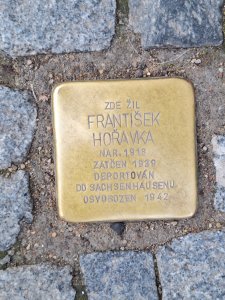 ZDE ŽIL
FRANTIŠEK
HOŘAVKA
NAR. 1918
ZATČEN 1939
DEPORTOVÁN
DO SACHSENHAUSENU
OSVOBOZEN 1942